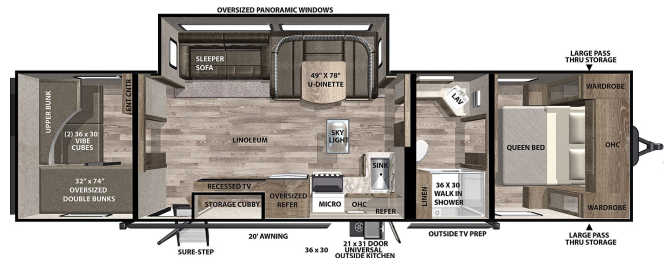 OVERSIZED PANORAMIC WINDOWS
LARGE PASS
THRU STORAGE
SLEEPER
SOFA
49" X 78"
U-DINETTE
ENT CNTR
UPPER BUNK
(2) 36 x 30
VIBE
CUBES
32" x 74"
OVERSIZED
DOUBLE BUNKS
LINOLEUM
SKY
LIGHT
SINK
LAV
WARDROBE
QUEEN BED
OHC
36 X 30
WALK IN
SHOWER
LINEN
WARDROBE
RECESSED TV
STORAGE CUBBY
OVERSIZED
REFER
MICRO
OHC
REFER
SURE-STEP
20' AWNING
36 x 30
21 x 31 DOOR
UNIVERSAL
OUTSIDE KITCHEN
OUTSIDE TV PREP
LARGE PASS
THRU STORAGE